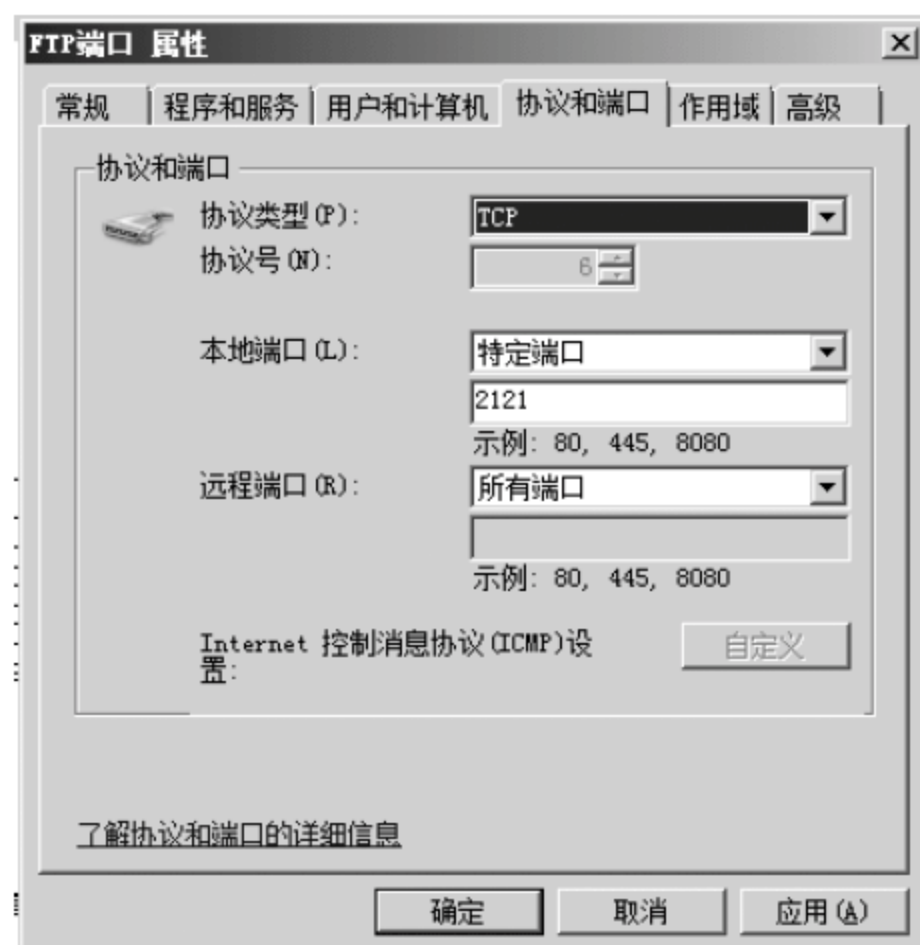 FTP端口 属性
常规 程序和服务 用户和计算机 协议和端口 作用域 高级
协议和端口
协议类型(P): TCP
协议号(N): 6
本地端口(L): 特定端口
2121
示例: 80, 445, 8080
远程端口(R): 所有端口
示例: 80, 445, 8080
Internet 控制消息协议(ICMP)设
置: 自定义
了解协议和端口的详细信息
确定 取消 应用(A)